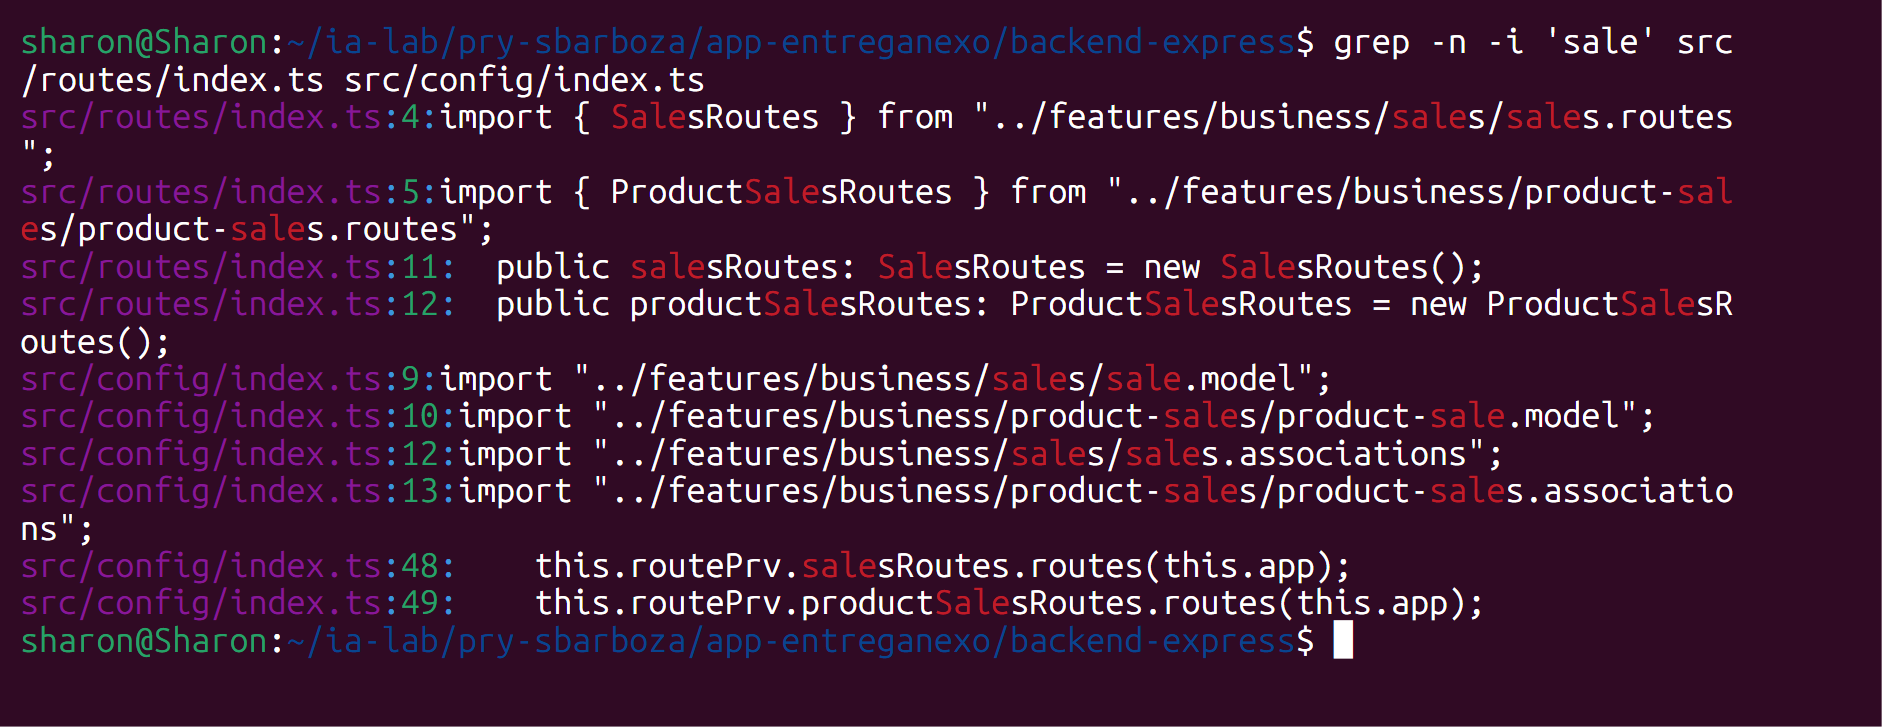 sharon@Sharon:~/ia-lab/pry-sbarboza/app-entreganexo/backend-express$ grep -n -i 'sale' src
/routes/index.ts src/config/index.ts
src/routes/index.ts:4:import { SalesRoutes } from "../features/business/sales/sales.routes
";
src/routes/index.ts:5:import { ProductSalesRoutes } from "../features/business/product-sal
es/product-sales.routes";
src/routes/index.ts:11:  public salesRoutes: SalesRoutes = new SalesRoutes();
src/routes/index.ts:12:  public productSalesRoutes: ProductSalesRoutes = new ProductSalesR
outes();
src/config/index.ts:9:import "../features/business/sales/sale.model";
src/config/index.ts:10:import "../features/business/product-sales/product-sale.model";
src/config/index.ts:12:import "../features/business/sales/sales.associations";
src/config/index.ts:13:import "../features/business/product-sales/product-sales.associatio
ns";
src/config/index.ts:48:    this.routePrv.salesRoutes.routes(this.app);
src/config/index.ts:49:    this.routePrv.productSalesRoutes.routes(this.app);
sharon@Sharon:~/ia-lab/pry-sbarboza/app-entreganexo/backend-express$